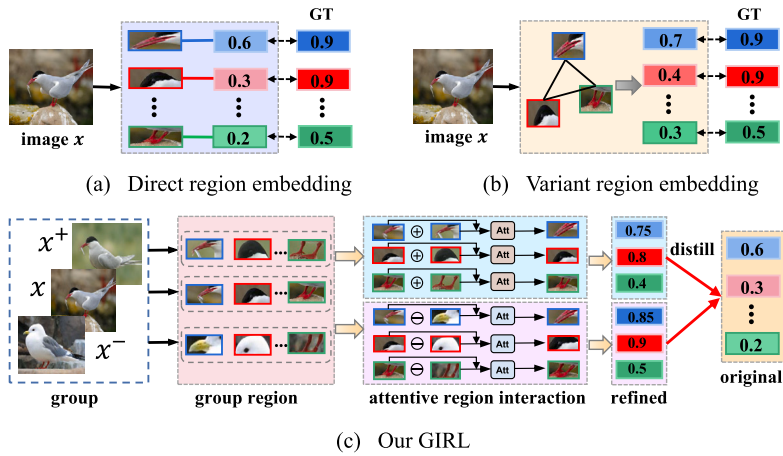 GT
0.6 0.9
0.3 0.9
0.2 0.5
image x
(a) Direct region embedding
GT
0.7 0.9
0.4 0.9
0.3 0.5
image x
(b) Variant region embedding
x⁺
x
x⁻
group
group region
⊕ Att
⊕ Att
⊕ Att
⊖ Att
⊖ Att
⊖ Att
attentive region interaction
0.75
0.8
0.4
0.85
0.9
0.5
refined
distill
0.6
0.3
0.2
original
(c) Our GIRL